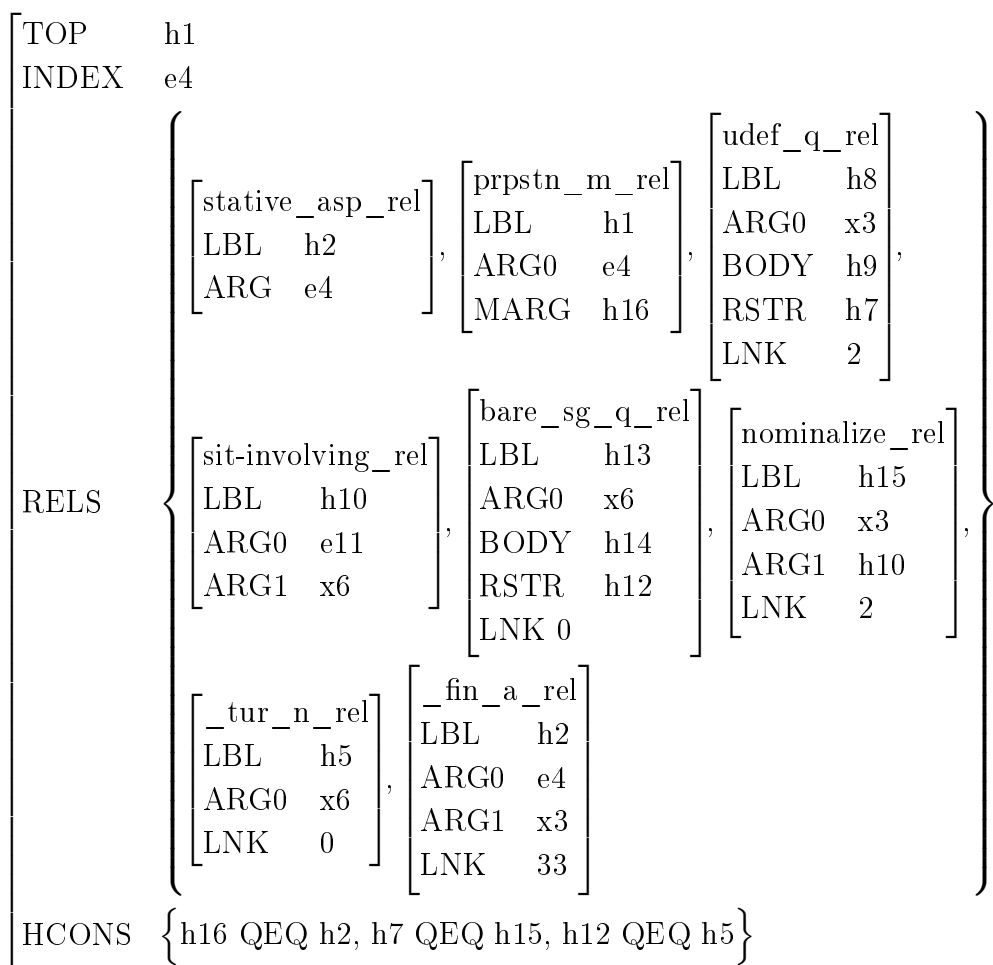 TOP h1
INDEX e4
RELS
stative_asp_rel
LBL h2
ARG e4
,
prpstn_m_rel
LBL h1
ARG0 e4
MARG h16
,
udef_q_rel
LBL h8
ARG0 x3
BODY h9
RSTR h7
LNK 2
,
sit-involving_rel
LBL h10
ARG0 e11
ARG1 x6
,
bare_sg_q_rel
LBL h13
ARG0 x6
BODY h14
RSTR h12
LNK 0
,
nominalize_rel
LBL h15
ARG0 x3
ARG1 h10
LNK 2
,
_tur_n_rel
LBL h5
ARG0 x6
LNK 0
,
_fin_a_rel
LBL h2
ARG0 e4
ARG1 x3
LNK 33
HCONS {h16 QEQ h2, h7 QEQ h15, h12 QEQ h5}